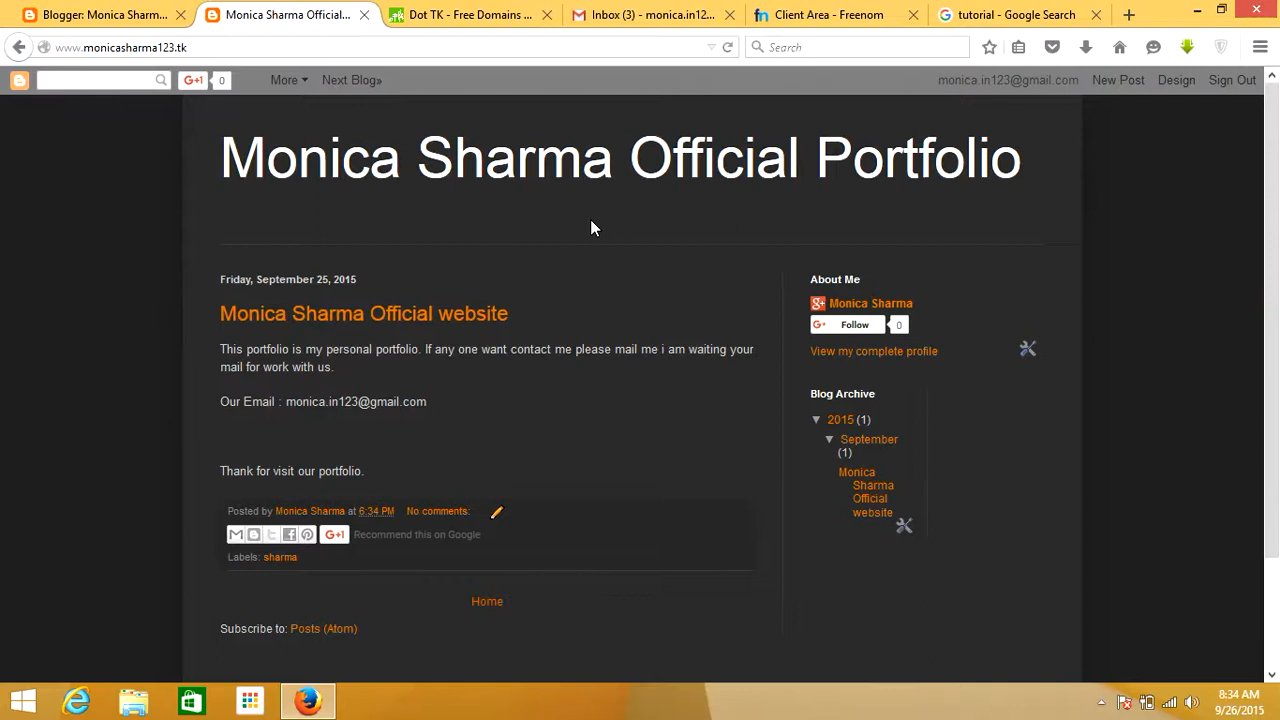 Blogger: Monica Sharm...
Monica Sharma Official...
Dot TK - Free Domains ...
Inbox (3) - monica.in12...
Client Area - Freenom
tutorial - Google Search
www.monicasharma123.tk
Search
G+1 0
More
Next Blog»
monica.in123@gmail.com
New Post
Design
Sign Out
Monica Sharma Official Portfolio
Friday, September 25, 2015
Monica Sharma Official website
This portfolio is my personal portfolio. If any one want contact me please mail me i am waiting your
mail for work with us.
Our Email : monica.in123@gmail.com
Thank for visit our portfolio.
Posted by Monica Sharma at 6:34 PM No comments:
G+1 Recommend this on Google
Labels: sharma
Home
Subscribe to: Posts (Atom)
About Me
Monica Sharma
Follow 0
View my complete profile
Blog Archive
▼ 2015 (1)
▼ September
(1)
Monica
Sharma
Official
website
8:34 AM
9/26/2015